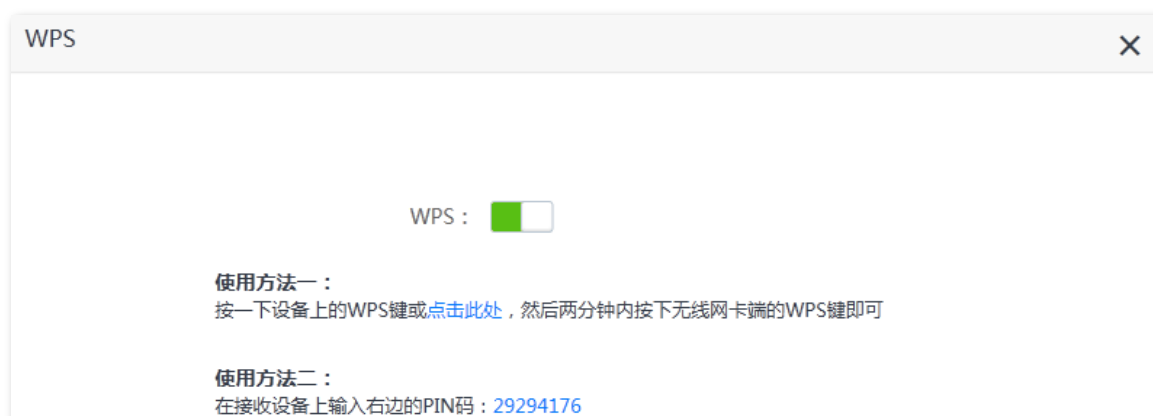 WPS
WPS：
使用方法一：
按一下设备上的WPS键或点击此处，然后两分钟内按下无线网卡端的WPS键即可
使用方法二：
在接收设备上输入右边的PIN码：29294176